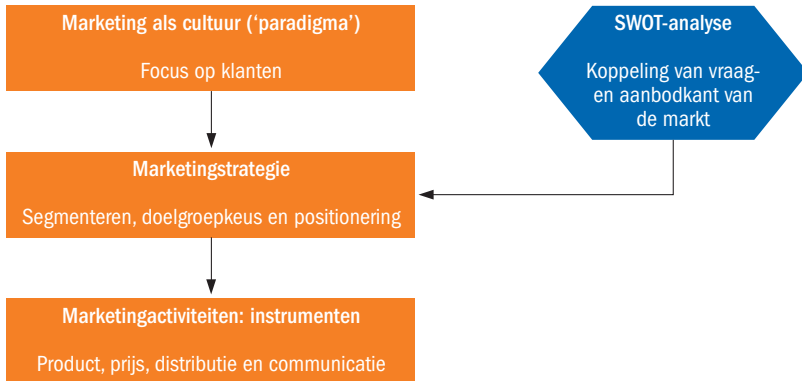 Marketing als cultuur (‘paradigma’)
Focus op klanten
SWOT-analyse
Koppeling van vraag-
en aanbodkant van
de markt
Marketingstrategie
Segmenteren, doelgroepkeus en positionering
Marketingactiviteiten: instrumenten
Product, prijs, distributie en communicatie